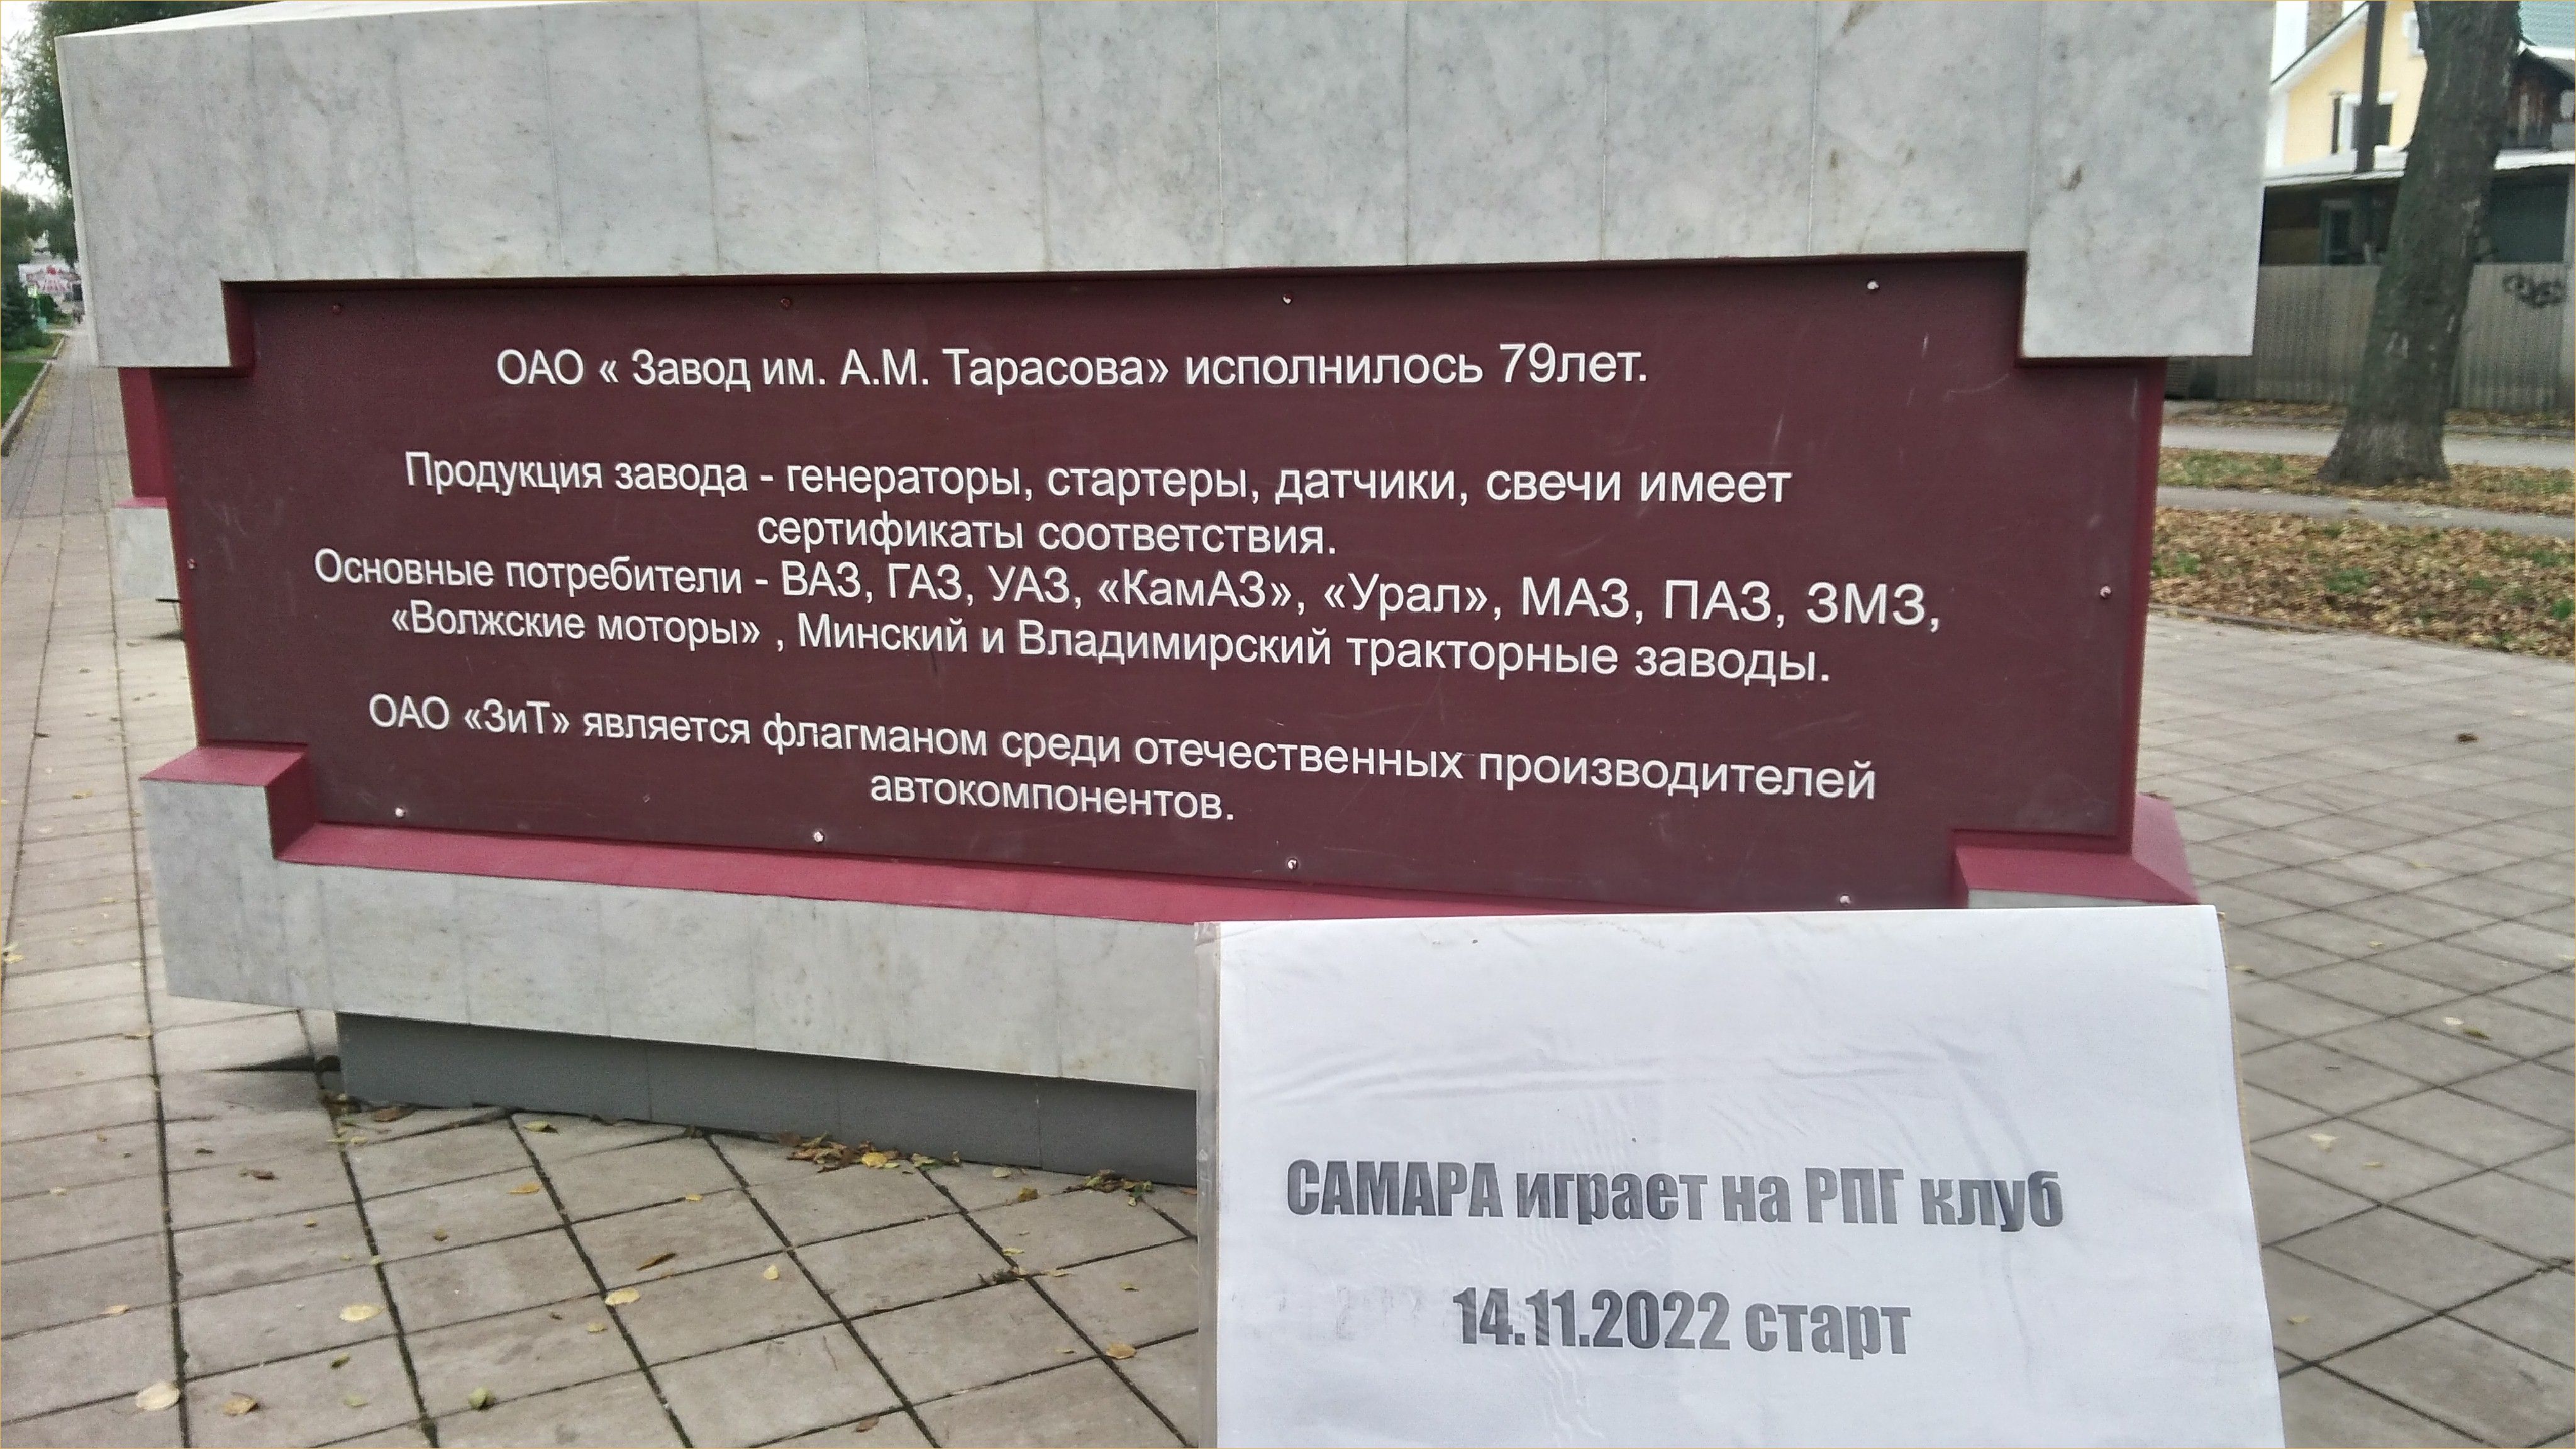 ОАО « Завод им. А.М. Тарасова» исполнилось 79лет.
Продукция завода - генераторы, стартеры, датчики, свечи имеет
сертификаты соответствия.
Основные потребители - ВАЗ, ГАЗ, УАЗ, «КамАЗ», «Урал», МАЗ, ПАЗ, ЗМЗ,
«Волжские моторы» , Минский и Владимирский тракторные заводы.
ОАО «ЗиТ» является флагманом среди отечественных производителей
автокомпонентов.
САМАРА играет на РПГ клуб
14.11.2022 старт